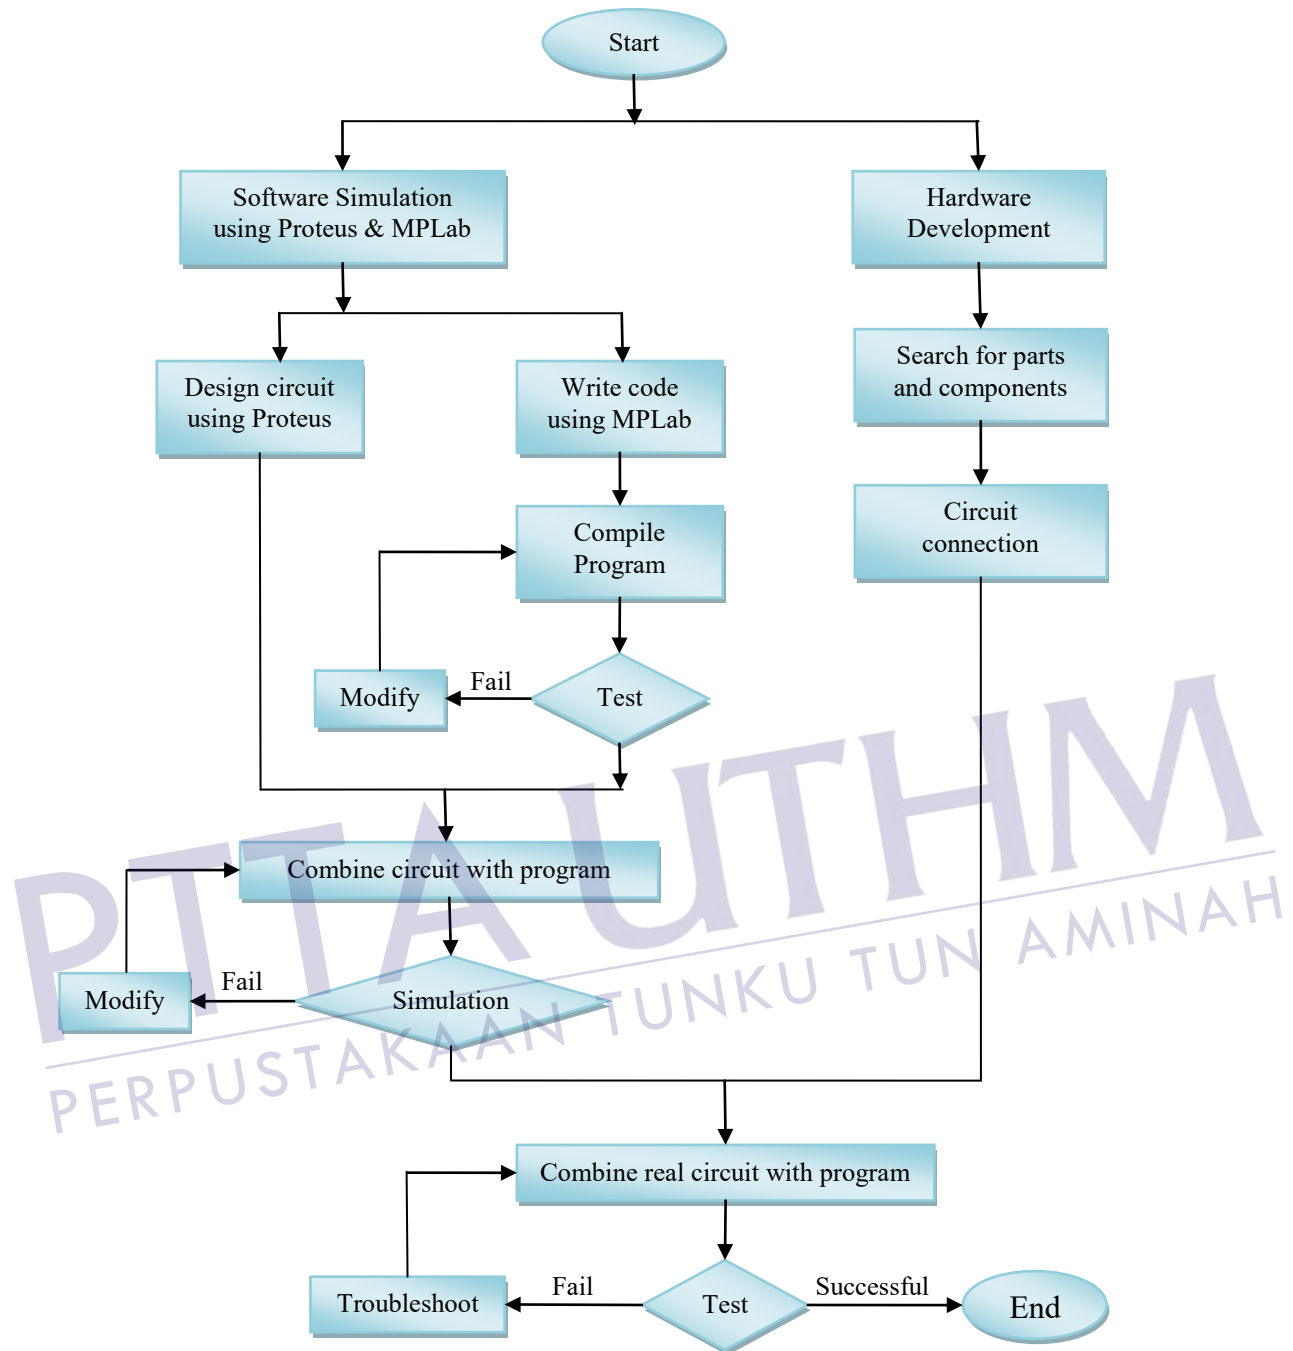 Start
Software Simulation
using Proteus & MPLab
Hardware
Development
Design circuit
using Proteus
Write code
using MPLab
Search for parts
and components
Compile
Program
Circuit
connection
Modify
Fail
Test
Combine circuit with program
Modify
Fail
Simulation
PTTA UTHM
PERPUSTAKAAN TUNKU TUN AMINAH
Combine real circuit with program
Troubleshoot
Fail
Test
Successful
End